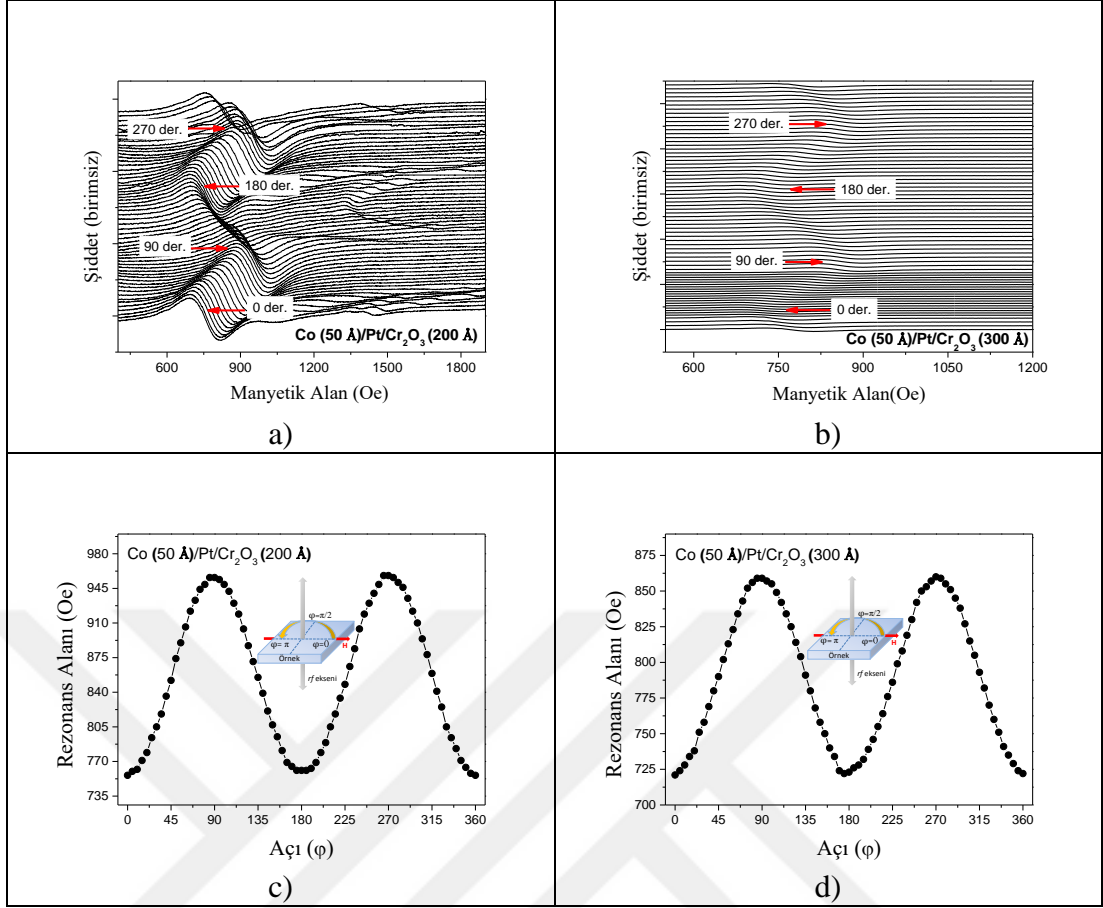 Şiddet (birimsiz)
270 der.
180 der.
90 der.
0 der.
Co (50 Å)/Pt/Cr₂O₃ (200 Å)
600 900 1200 1500 1800
Manyetik Alan (Oe)
a)
Şiddet (birimsiz)
270 der.
180 der.
90 der.
0 der.
Co (50 Å)/Pt/Cr₂O₃ (300 Å)
600 750 900 1050 1200
Manyetik Alan(Oe)
b)
Rezonans Alanı (Oe)
980
945
910
875
840
805
770
735
Co (50 Å)/Pt/Cr₂O₃ (200 Å)
φ=π/2
φ= π
φ=0
H
Örnek
rf ekseni
0 45 90 135 180 225 270 315 360
Açı (φ)
c)
Rezonans Alanı (Oe)
875
850
825
800
775
750
725
700
Co (50 Å)/Pt/Cr₂O₃ (300 Å)
φ=π/2
φ= π
φ=0
H
Örnek
rf ekseni
0 45 90 135 180 225 270 315 360
Açı (φ)
d)